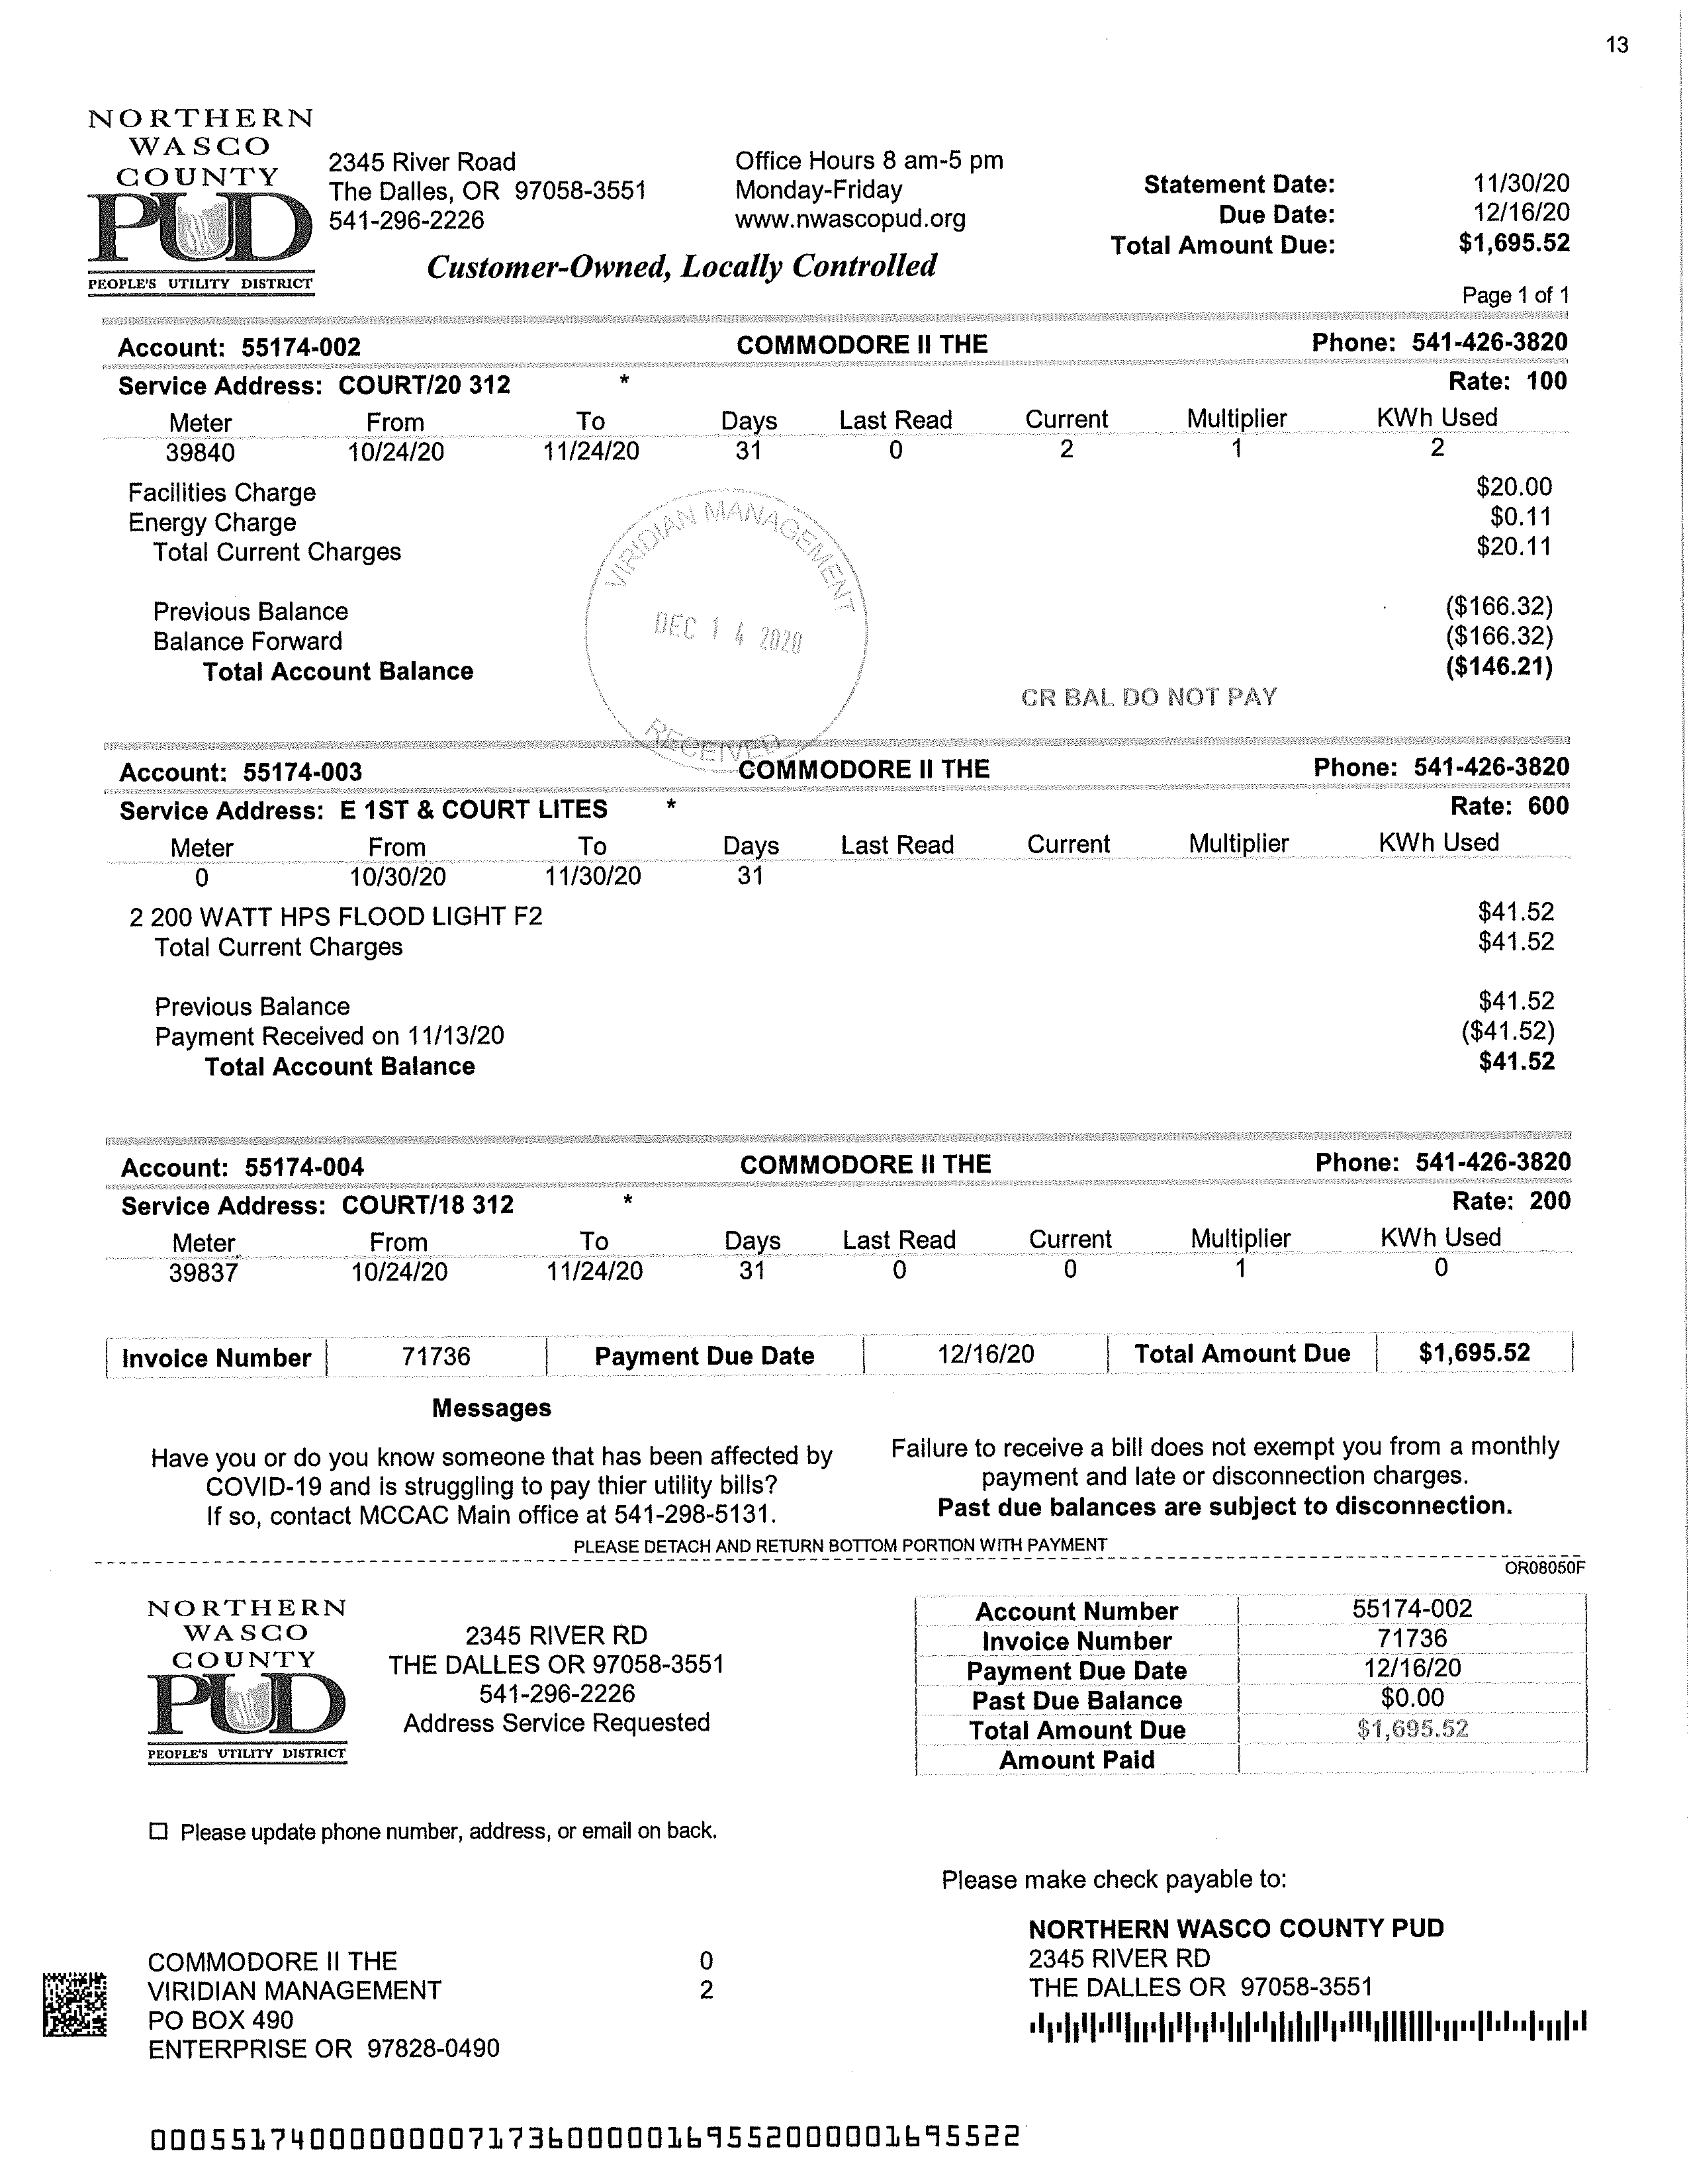 13
NORTHERN
WASCO
COUNTY
PUD
PEOPLE'S UTILITY DISTRICT
2345 River Road
The Dalles, OR 97058-3551
541-296-2226
Office Hours 8 am-5 pm
Monday-Friday
www.nwascopud.org
Customer-Owned, Locally Controlled
Statement Date: 11/30/20
Due Date: 12/16/20
Total Amount Due: $1,695.52
Page 1 of 1
Account: 55174-002 COMMODORE II THE Phone: 541-426-3820
Service Address: COURT/20 312 * Rate: 100
Meter From To Days Last Read Current Multiplier KWh Used
39840 10/24/20 11/24/20 31 0 2 1 2
Facilities Charge $20.00
Energy Charge $0.11
Total Current Charges $20.11
Previous Balance ($166.32)
Balance Forward ($166.32)
Total Account Balance ($146.21)
VIRIDIAN MANAGEMENT
DEC 14 2020
RECEIVED
CR BAL DO NOT PAY
Account: 55174-003 COMMODORE II THE Phone: 541-426-3820
Service Address: E 1ST & COURT LITES * Rate: 600
Meter From To Days Last Read Current Multiplier KWh Used
0 10/30/20 11/30/20 31
2 200 WATT HPS FLOOD LIGHT F2 $41.52
Total Current Charges $41.52
Previous Balance $41.52
Payment Received on 11/13/20 ($41.52)
Total Account Balance $41.52
Account: 55174-004 COMMODORE II THE Phone: 541-426-3820
Service Address: COURT/18 312 * Rate: 200
Meter From To Days Last Read Current Multiplier KWh Used
39837 10/24/20 11/24/20 31 0 0 1 0
Invoice Number 71736 Payment Due Date 12/16/20 Total Amount Due $1,695.52
Messages
Have you or do you know someone that has been affected by
COVID-19 and is struggling to pay thier utility bills?
If so, contact MCCAC Main office at 541-298-5131.
Failure to receive a bill does not exempt you from a monthly
payment and late or disconnection charges.
Past due balances are subject to disconnection.
PLEASE DETACH AND RETURN BOTTOM PORTION WITH PAYMENT
OR08050F
NORTHERN
WASCO
COUNTY
PUD
PEOPLE'S UTILITY DISTRICT
2345 RIVER RD
THE DALLES OR 97058-3551
541-296-2226
Address Service Requested
Account Number 55174-002
Invoice Number 71736
Payment Due Date 12/16/20
Past Due Balance $0.00
Total Amount Due $1,695.52
Amount Paid
☐ Please update phone number, address, or email on back.
Please make check payable to:
NORTHERN WASCO COUNTY PUD
2345 RIVER RD
THE DALLES OR 97058-3551
COMMODORE II THE 0
VIRIDIAN MANAGEMENT 2
PO BOX 490
ENTERPRISE OR 97828-0490
000551740000000007173600000169552000001695522